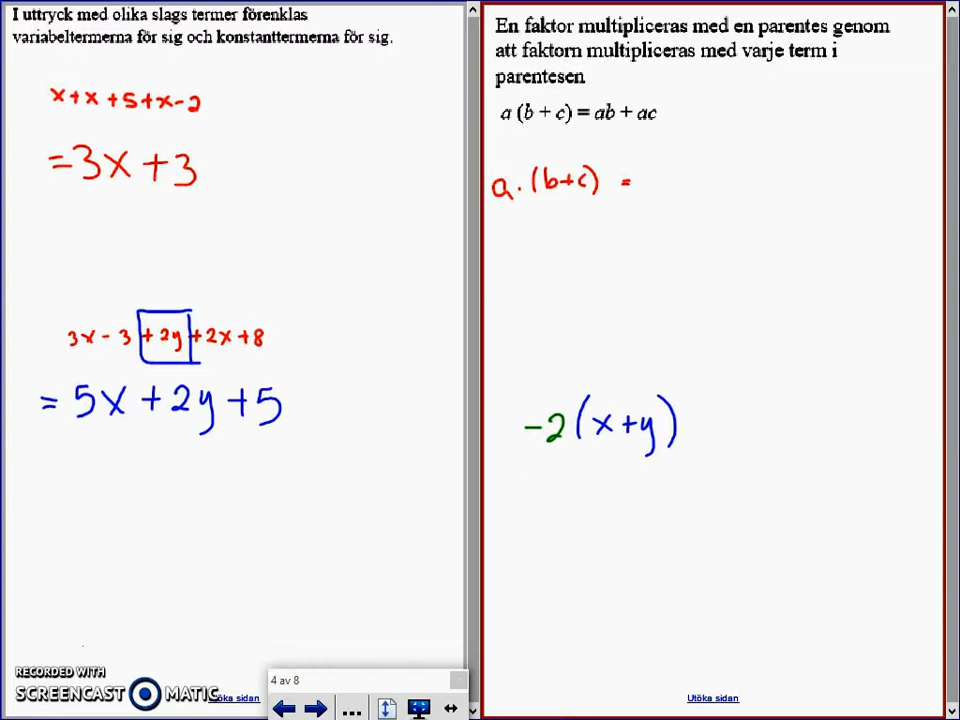 I uttryck med olika slags termer förenklas
variabeltermerna för sig och konstanttermerna för sig.
x+x+5+x-2
=3x+3
3x-3+2y+2x+8
=5x+2y+5
En faktor multipliceras med en parentes genom
att faktorn multipliceras med varje term i
parentesen
a (b + c) = ab + ac
a·(b+c) =
-2(x+y)
RECORDED WITH
SCREENCAST MATIC
Utöka sidan
4 av 8
...
Utöka sidan